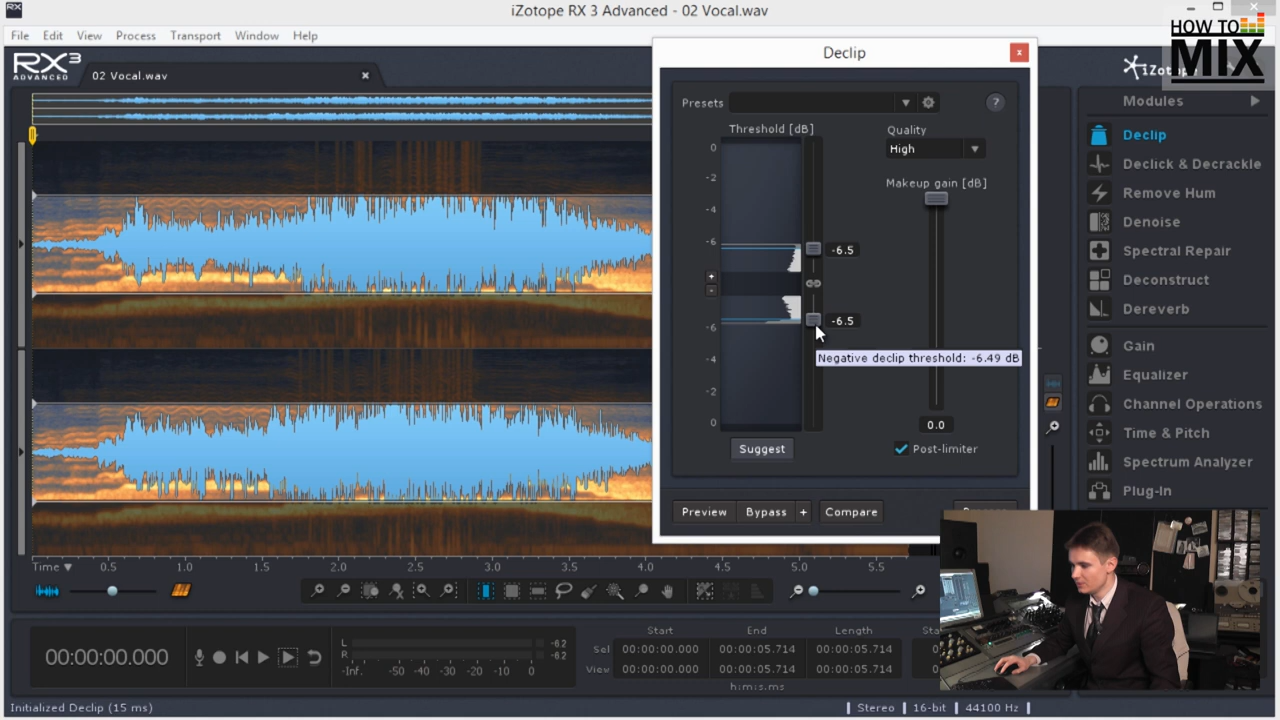 iZotope RX 3 Advanced - 02 Vocal.wav
RX
File Edit View Process Transport Window Help
HOW TO
MIX
RX3
ADVANCED
02 Vocal.wav
Declip
x
Presets
?
Threshold [dB]
0
-2
-4
-6
-6
-4
-2
0
-6.5
-6.5
Quality
High
Makeup gain [dB]
Negative declip threshold: -6.49 dB
0.0
Suggest
Post-limiter
Preview Bypass + Compare
Modules
Declip
Declick & Decrackle
Remove Hum
Denoise
Spectral Repair
Deconstruct
Dereverb
Gain
Equalizer
Channel Operations
Time & Pitch
Spectrum Analyzer
Plug-In
Time 0.5 1.0 1.5 2.0 2.5 3.0 3.5 4.0 4.5 5.0 5.5
00:00:00.000
L
R
-62
-62
-Inf. -50 -40 -30 -20 -10 0
Start End Length
Sel 00:00:00.000 00:00:05.714 00:00:05.714
View 00:00:00.000 00:00:05.714 00:00:05.714
h:m:s.ms
Initialized Declip (15 ms)
Stereo 16-bit 44100 Hz